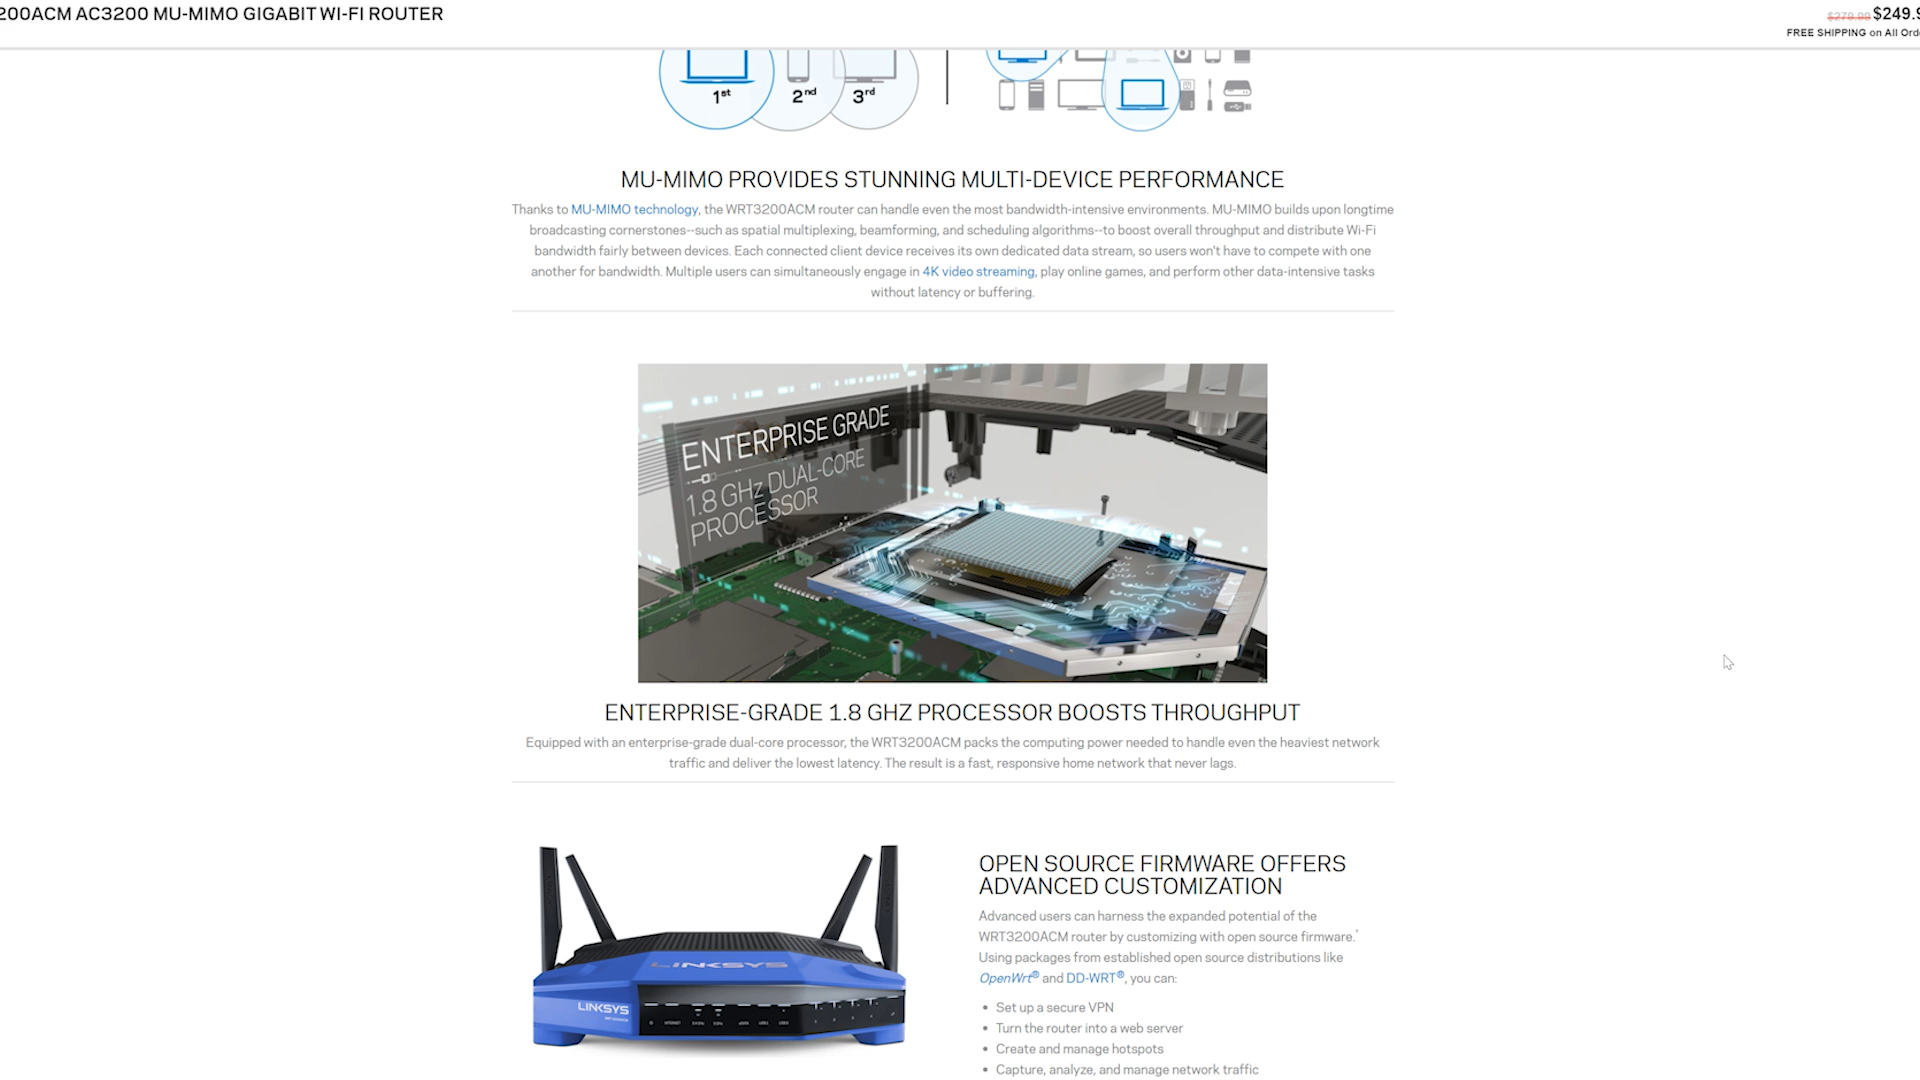 200ACM AC3200 MU-MIMO GIGABIT WI-FI ROUTER
$279.99 $249.9
FREE SHIPPING on All Ord
1st 2nd 3rd
MU-MIMO PROVIDES STUNNING MULTI-DEVICE PERFORMANCE
Thanks to MU-MIMO technology, the WRT3200ACM router can handle even the most bandwidth-intensive environments. MU-MIMO builds upon longtime
broadcasting cornerstones--such as spatial multiplexing, beamforming, and scheduling algorithms--to boost overall throughput and distribute Wi-Fi
bandwidth fairly between devices. Each connected client device receives its own dedicated data stream, so users won't have to compete with one
another for bandwidth. Multiple users can simultaneously engage in 4K video streaming, play online games, and perform other data-intensive tasks
without latency or buffering.
ENTERPRISE GRADE
1.8 GHz DUAL-CORE
PROCESSOR
ENTERPRISE-GRADE 1.8 GHZ PROCESSOR BOOSTS THROUGHPUT
Equipped with an enterprise-grade dual-core processor, the WRT3200ACM packs the computing power needed to handle even the heaviest network
traffic and deliver the lowest latency. The result is a fast, responsive home network that never lags.
LINKSYS
LINKSYS
OPEN SOURCE FIRMWARE OFFERS
ADVANCED CUSTOMIZATION
Advanced users can harness the expanded potential of the
WRT3200ACM router by customizing with open source firmware.*
Using packages from established open source distributions like
OpenWrt® and DD-WRT®, you can:
• Set up a secure VPN
• Turn the router into a web server
• Create and manage hotspots
• Capture, analyze, and manage network traffic